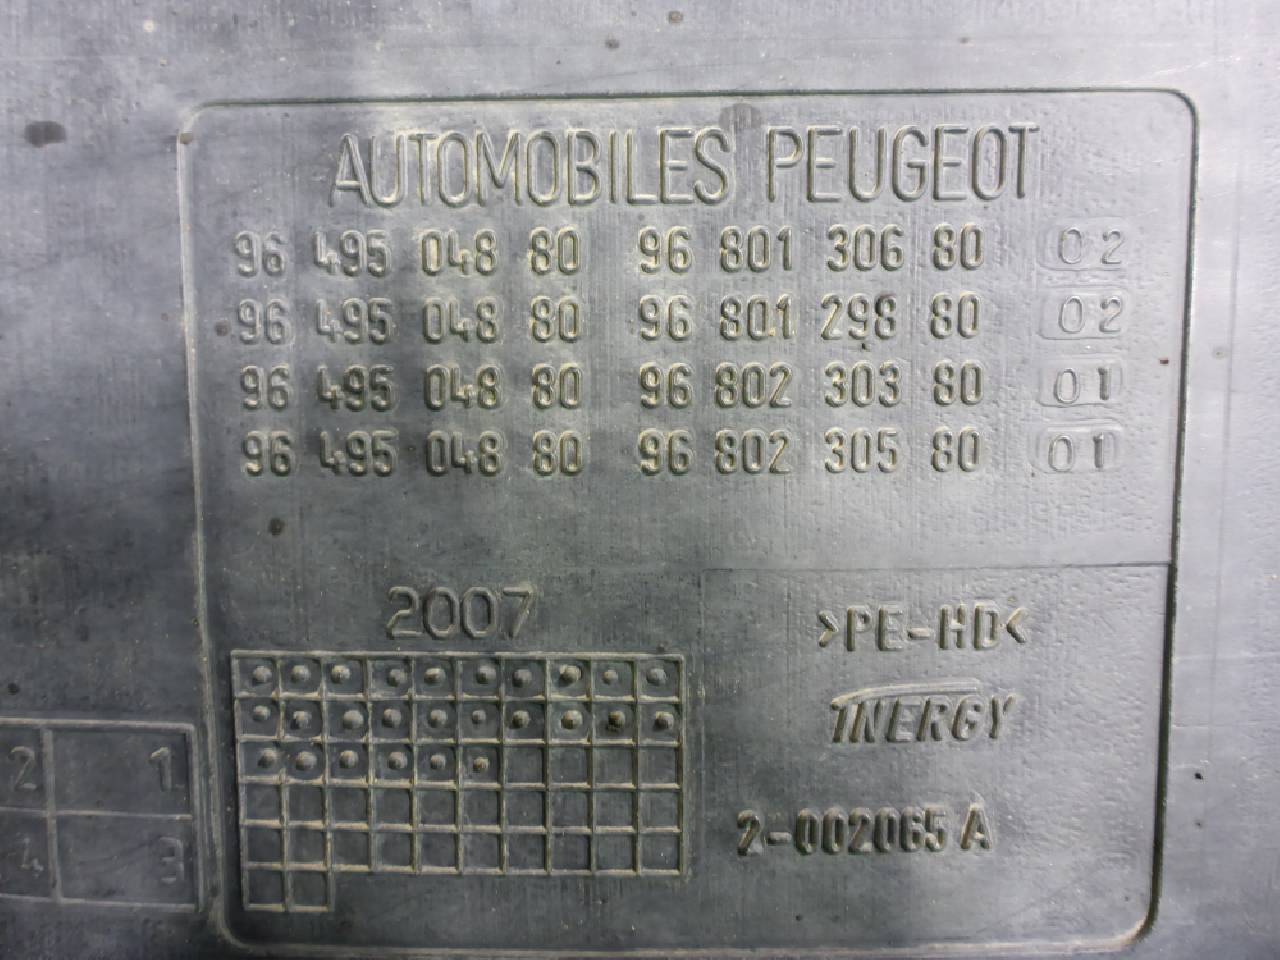 AUTOMOBILES PEUGEOT
96 495 048 80 96 801 306 80 02
96 495 048 80 96 801 298 80 02
96 495 048 80 96 802 303 80 01
96 495 048 80 96 802 305 80 01
2007
>PE-HD<
INERGY
2-002065 A
2 1
4 3